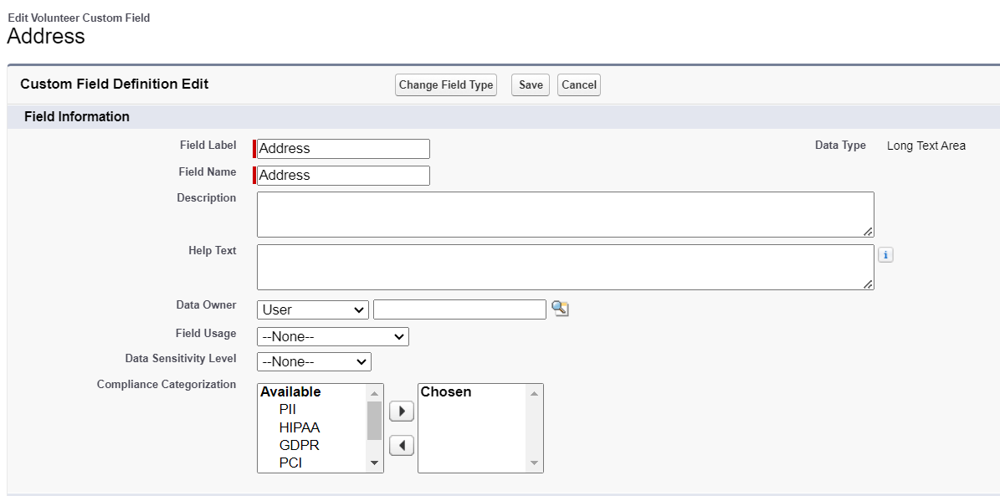 Edit Volunteer Custom Field
Address
Custom Field Definition Edit
Change Field Type
Save
Cancel
Field Information
Field Label
Address
Data Type
Long Text Area
Field Name
Address
Description
Help Text
i
Data Owner
User
Field Usage
--None--
Data Sensitivity Level
--None--
Compliance Categorization
Available
PII
HIPAA
GDPR
PCI
Chosen